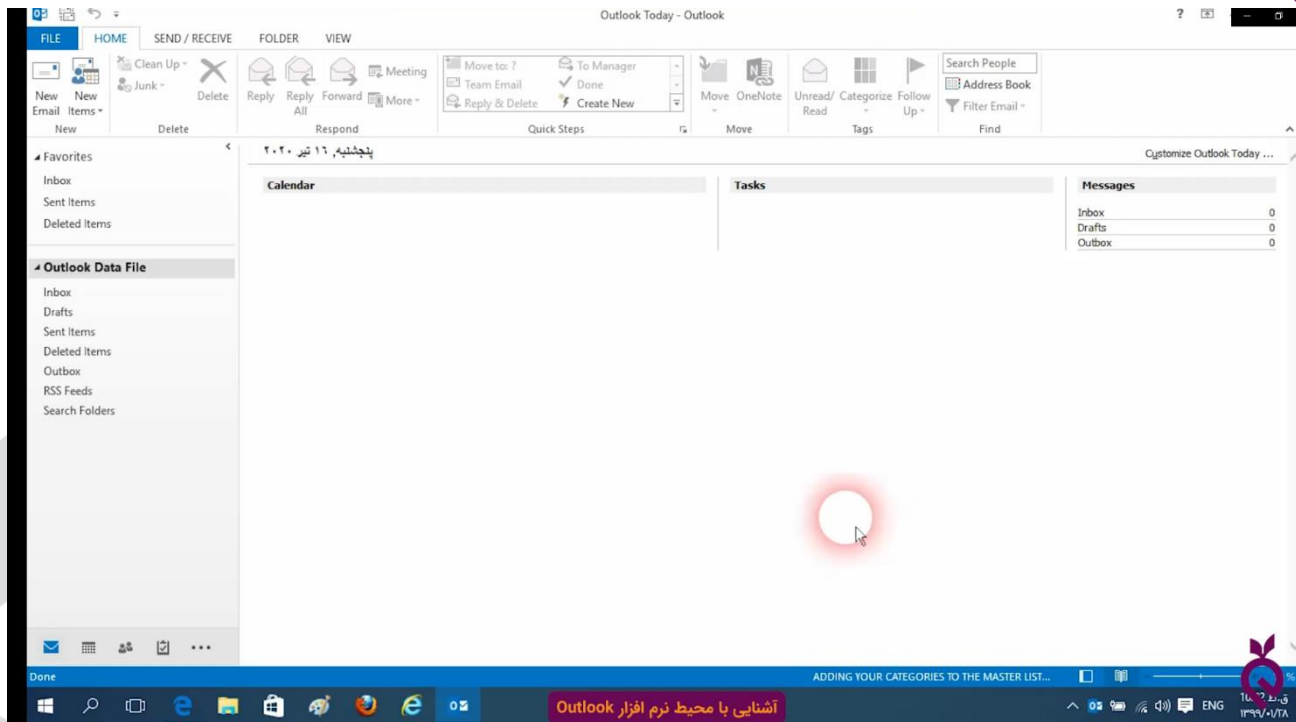 Outlook Today - Outlook
?
FILE HOME SEND / RECEIVE FOLDER VIEW
New Email
New Items
Clean Up
Junk
Delete
Reply
Reply All
Forward
Meeting
More
Move to: ?
Team Email
Reply & Delete
To Manager
Done
Create New
Move
OneNote
Unread/ Read
Categorize
Follow Up
Search People
Address Book
Filter Email
New Delete Respond Quick Steps Move Tags Find
Favorites
Inbox
Sent Items
Deleted Items
Outlook Data File
Inbox
Drafts
Sent Items
Deleted Items
Outbox
RSS Feeds
Search Folders
پنجشنبه, ۱۶ تیر ۲۰۲۰
Customize Outlook Today ...
Calendar
Tasks
Messages
Inbox 0
Drafts 0
Outbox 0
Done
ADDING YOUR CATEGORIES TO THE MASTER LIST...
آشنایی با محیط نرم افزار Outlook
ENG
ق.ظ
۱۳۹۹/۰۱/۲۸